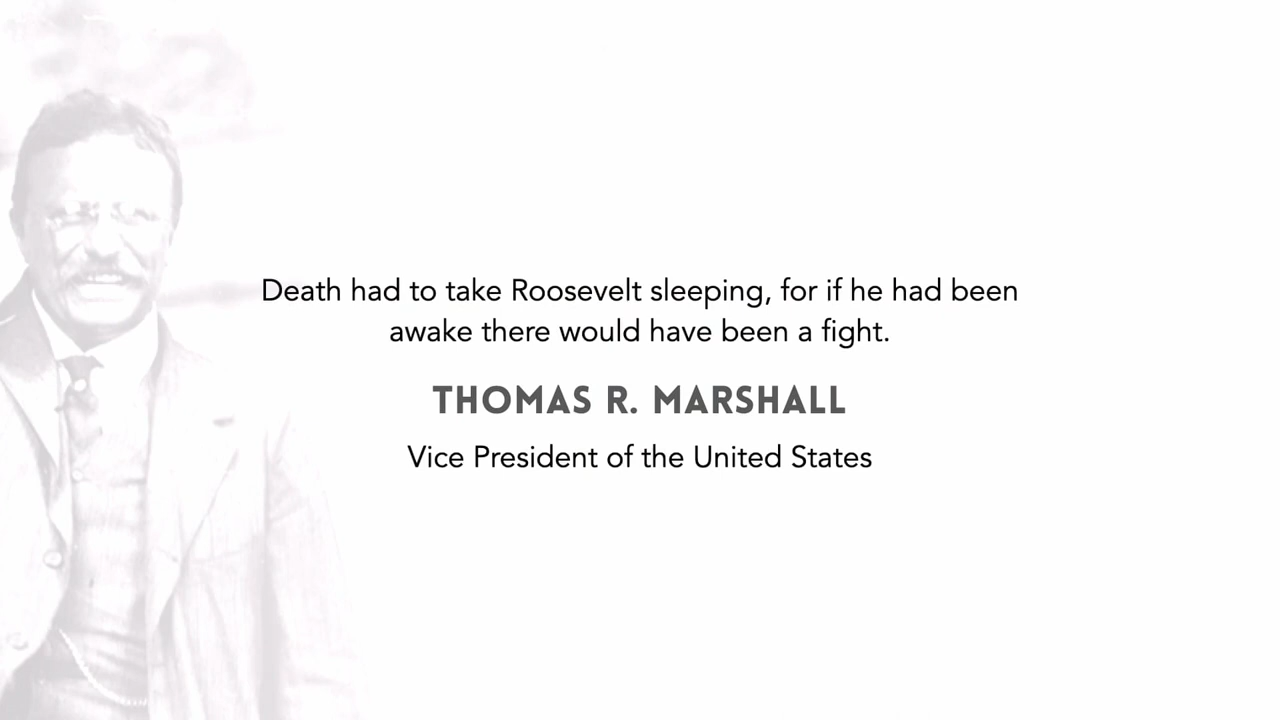 Death had to take Roosevelt sleeping, for if he had been
awake there would have been a fight.
THOMAS R. MARSHALL
Vice President of the United States